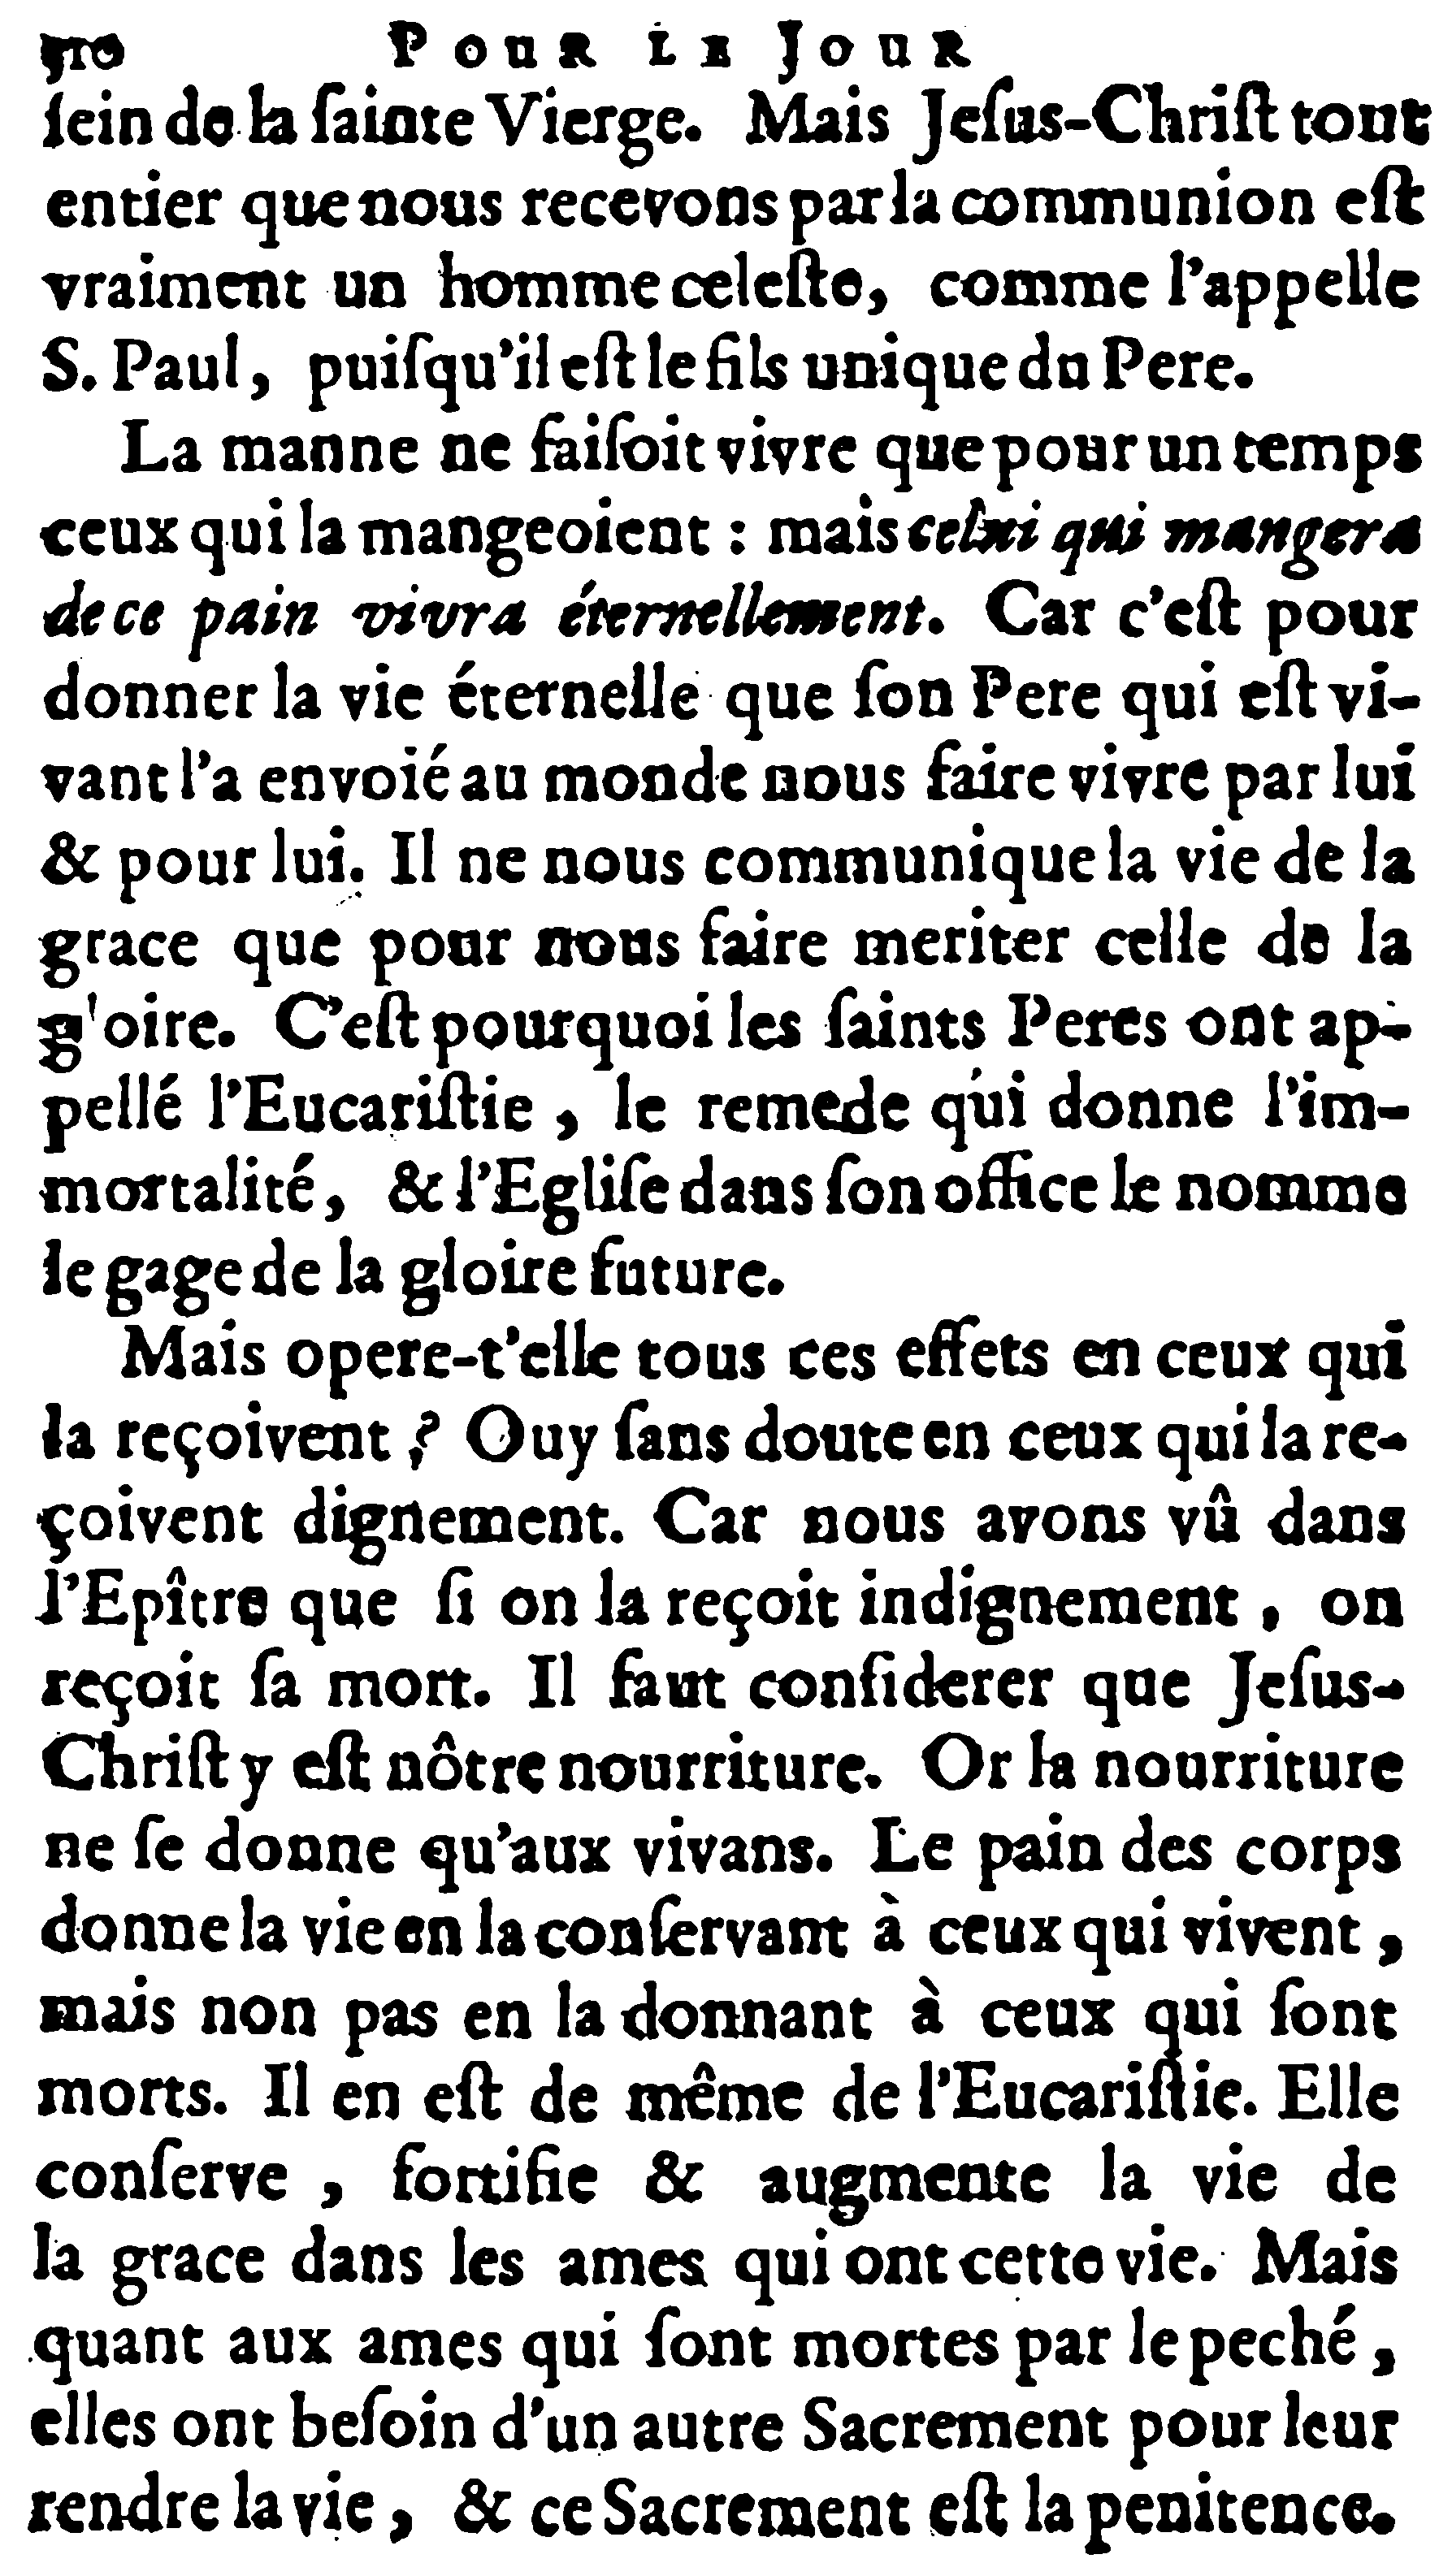 510 POUR LE JOUR
ſein de la ſainte Vierge. Mais Jeſus-Chriſt tout
entier que nous recevons par la communion eſt
vraiment un homme celeſte, comme l'appelle
S. Paul, puiſqu'il eſt le fils unique du Pere.
La manne ne faiſoit vivre que pour un temps
ceux qui la mangeoient : mais celui qui mangera
de ce pain vivra éternellement. Car c'eſt pour
donner la vie éternelle que ſon Pere qui eſt vi-
vant l'a envoié au monde nous faire vivre par lui
& pour lui. Il ne nous communique la vie de la
grace que pour nous faire meriter celle de la
g'oire. C'eſt pourquoi les ſaints Peres ont ap-
pellé l'Eucariſtie, le remede qui donne l'im-
mortalité, & l'Egliſe dans ſon office le nomme
le gage de la gloire future.
Mais opere-t'elle tous ces effets en ceux qui
la reçoivent ? Ouy ſans doute en ceux qui la re-
çoivent dignement. Car nous avons vû dans
l'Epître que ſi on la reçoit indignement, on
reçoit ſa mort. Il faut conſiderer que Jeſus-
Chriſt y eſt nôtre nourriture. Or la nourriture
ne ſe donne qu'aux vivans. Le pain des corps
donne la vie en la conſervant à ceux qui vivent,
mais non pas en la donnant à ceux qui ſont
morts. Il en eſt de même de l'Eucariſtie. Elle
conſerve, fortifie & augmente la vie de
la grace dans les ames qui ont cette vie. Mais
quant aux ames qui ſont mortes par le peché,
elles ont beſoin d'un autre Sacrement pour leur
rendre la vie, & ce Sacrement eſt la penitence.